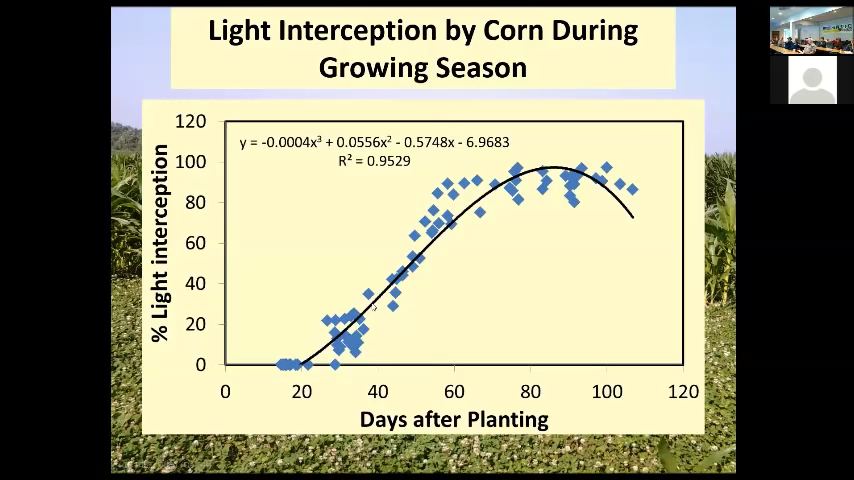 Light Interception by Corn During
Growing Season
y = -0.0004x³ + 0.0556x² - 0.5748x - 6.9683
R² = 0.9529
% Light interception
120
100
80
60
40
20
0
0 20 40 60 80 100 120
Days after Planting